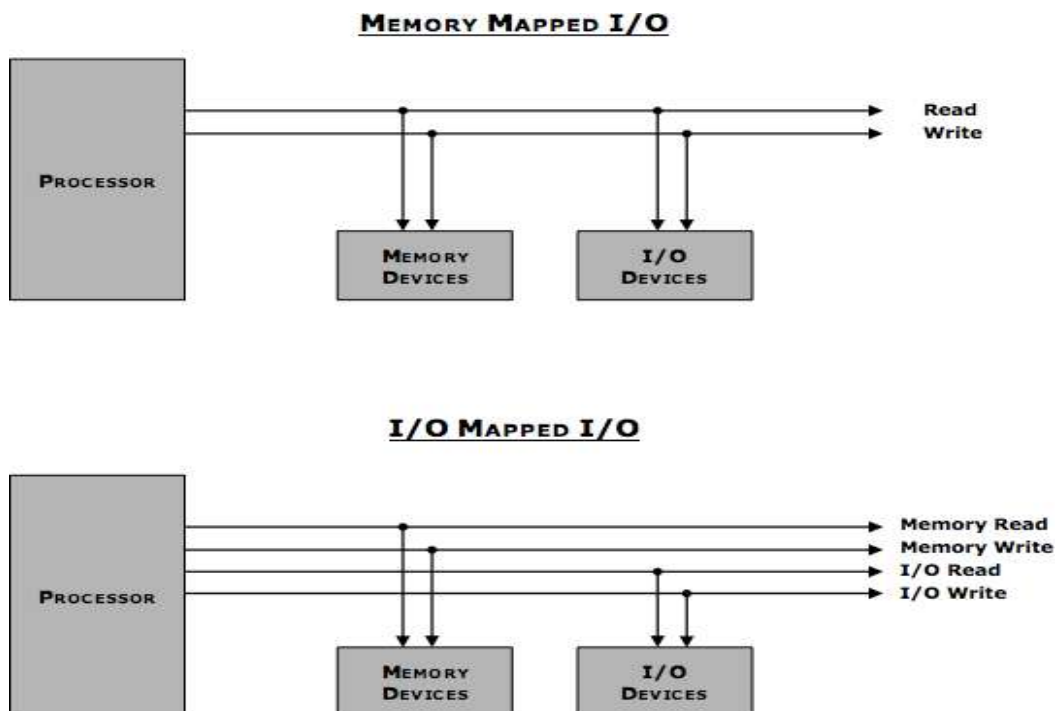 MEMORY MAPPED I/O
Read
Write
PROCESSOR
MEMORY
DEVICES
I/O
DEVICES
I/O MAPPED I/O
Memory Read
Memory Write
I/O Read
I/O Write
PROCESSOR
MEMORY
DEVICES
I/O
DEVICES